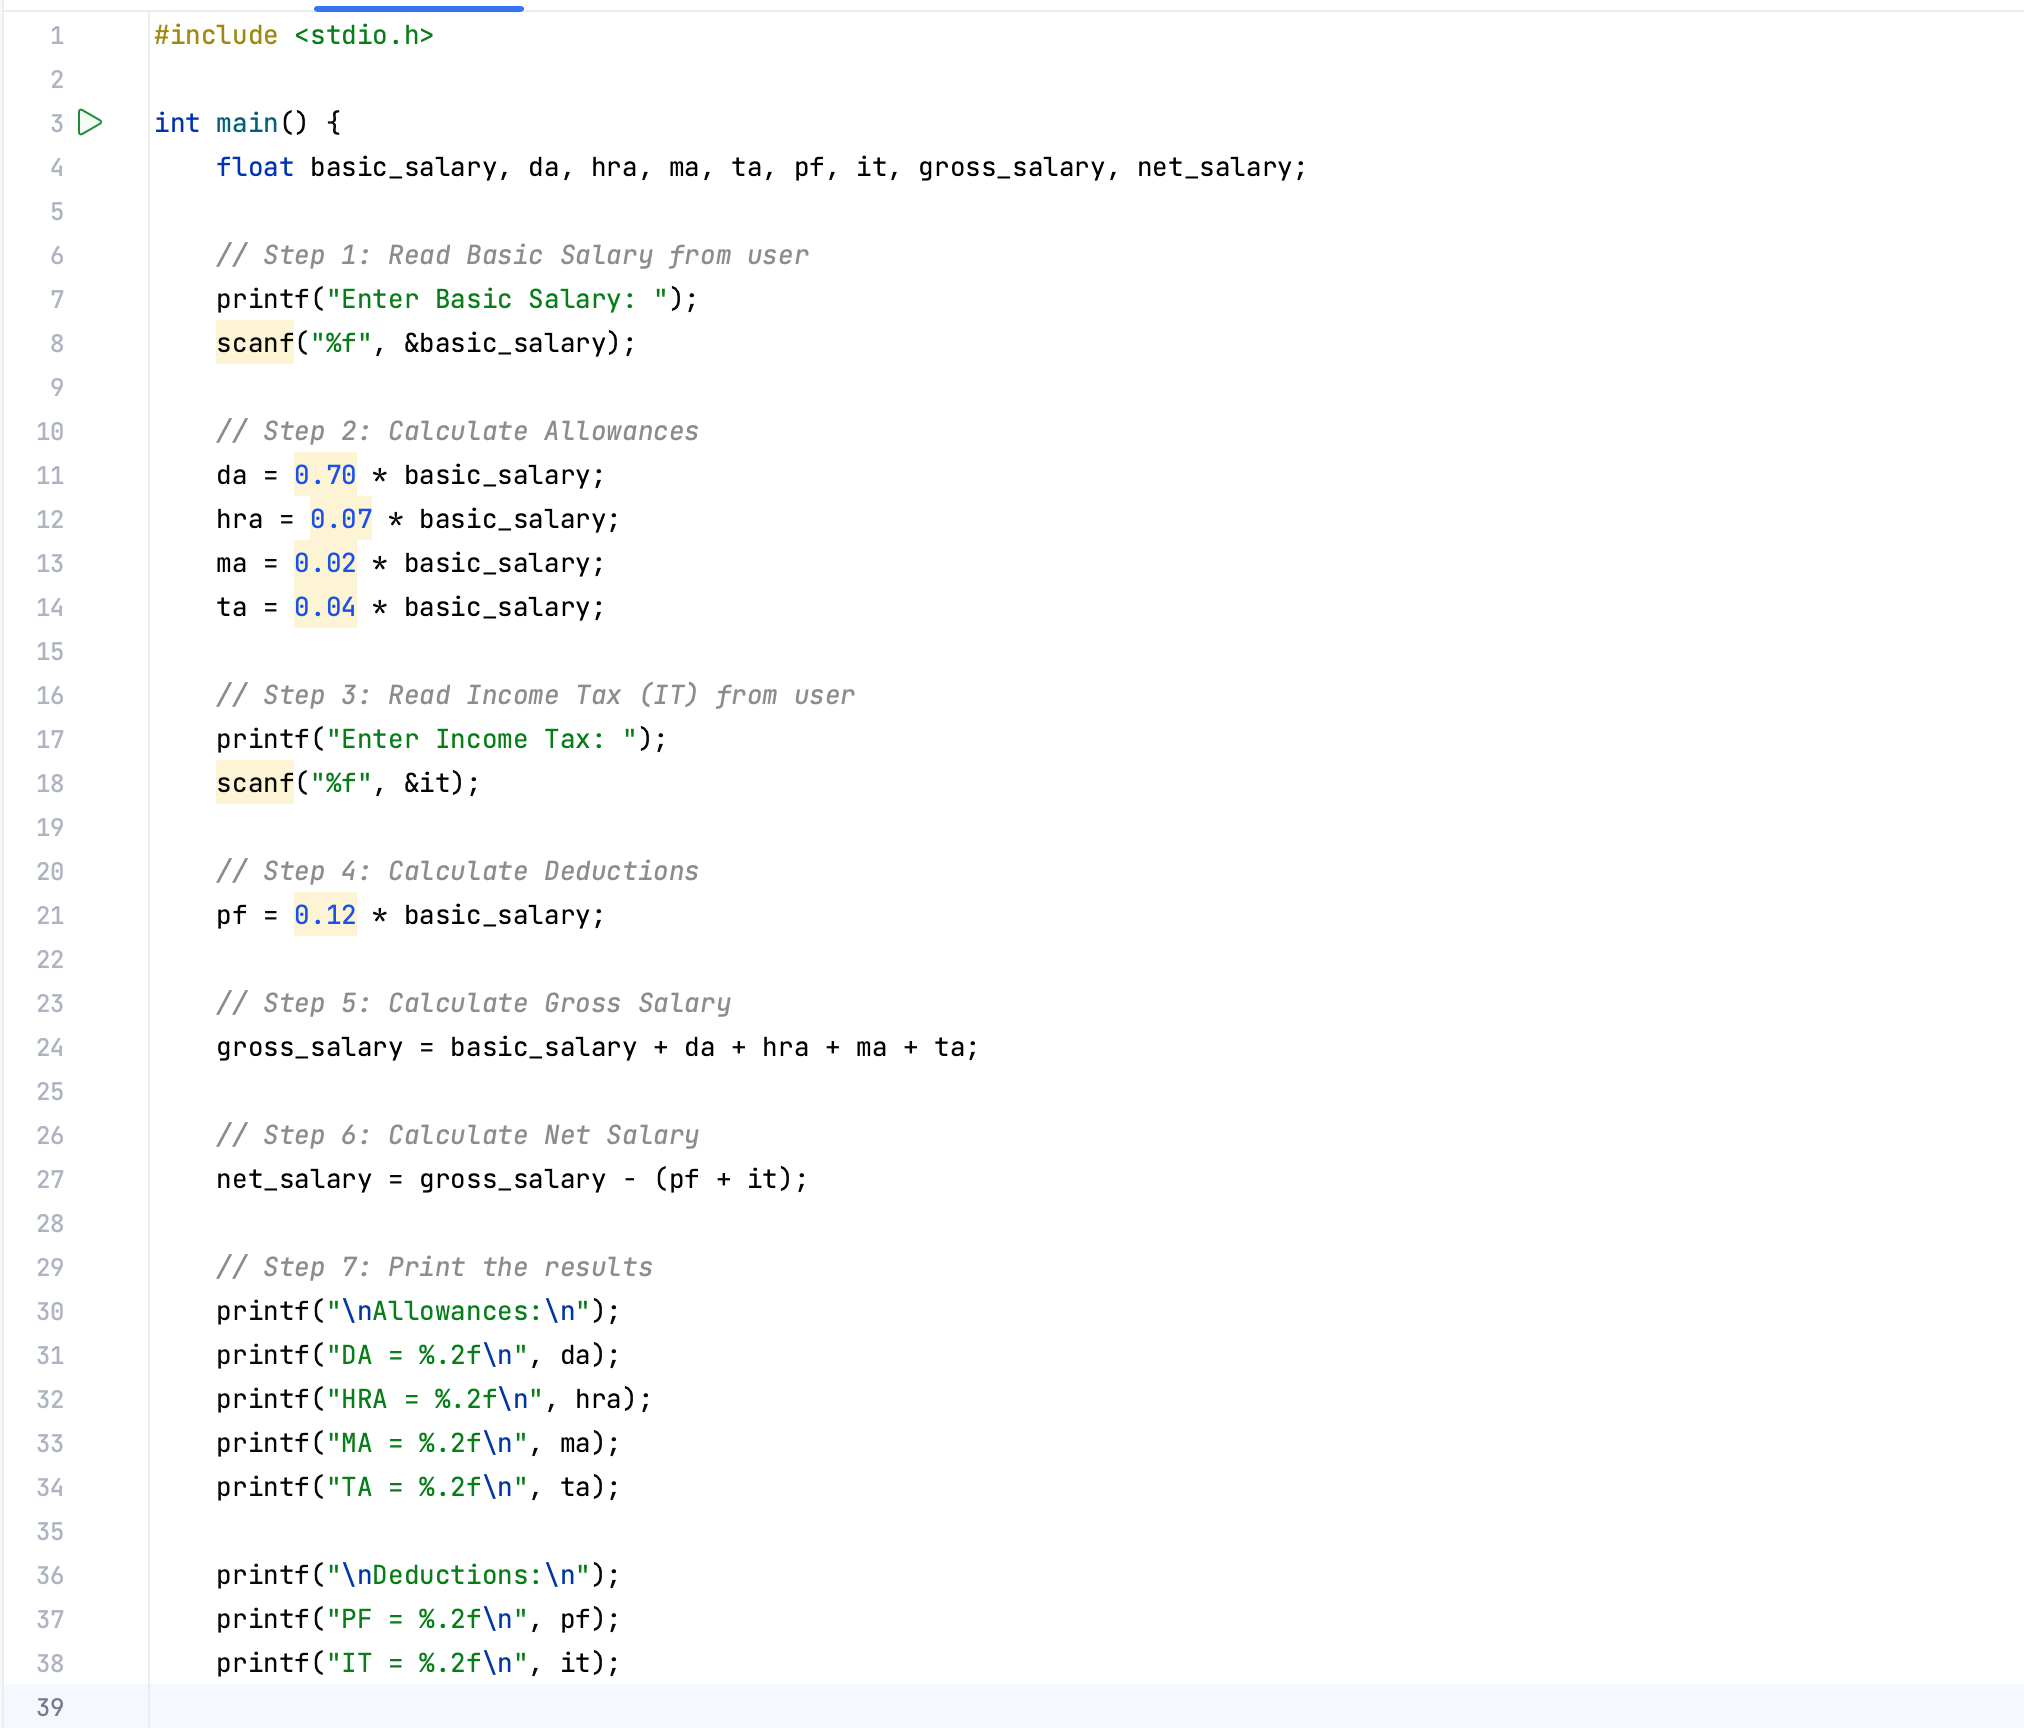 1 #include <stdio.h>
2
3 int main() {
4     float basic_salary, da, hra, ma, ta, pf, it, gross_salary, net_salary;
5
6     // Step 1: Read Basic Salary from user
7     printf("Enter Basic Salary: ");
8     scanf("%f", &basic_salary);
9
10     // Step 2: Calculate Allowances
11     da = 0.70 * basic_salary;
12     hra = 0.07 * basic_salary;
13     ma = 0.02 * basic_salary;
14     ta = 0.04 * basic_salary;
15
16     // Step 3: Read Income Tax (IT) from user
17     printf("Enter Income Tax: ");
18     scanf("%f", &it);
19
20     // Step 4: Calculate Deductions
21     pf = 0.12 * basic_salary;
22
23     // Step 5: Calculate Gross Salary
24     gross_salary = basic_salary + da + hra + ma + ta;
25
26     // Step 6: Calculate Net Salary
27     net_salary = gross_salary - (pf + it);
28
29     // Step 7: Print the results
30     printf("\nAllowances:\n");
31     printf("DA = %.2f\n", da);
32     printf("HRA = %.2f\n", hra);
33     printf("MA = %.2f\n", ma);
34     printf("TA = %.2f\n", ta);
35
36     printf("\nDeductions:\n");
37     printf("PF = %.2f\n", pf);
38     printf("IT = %.2f\n", it);
39